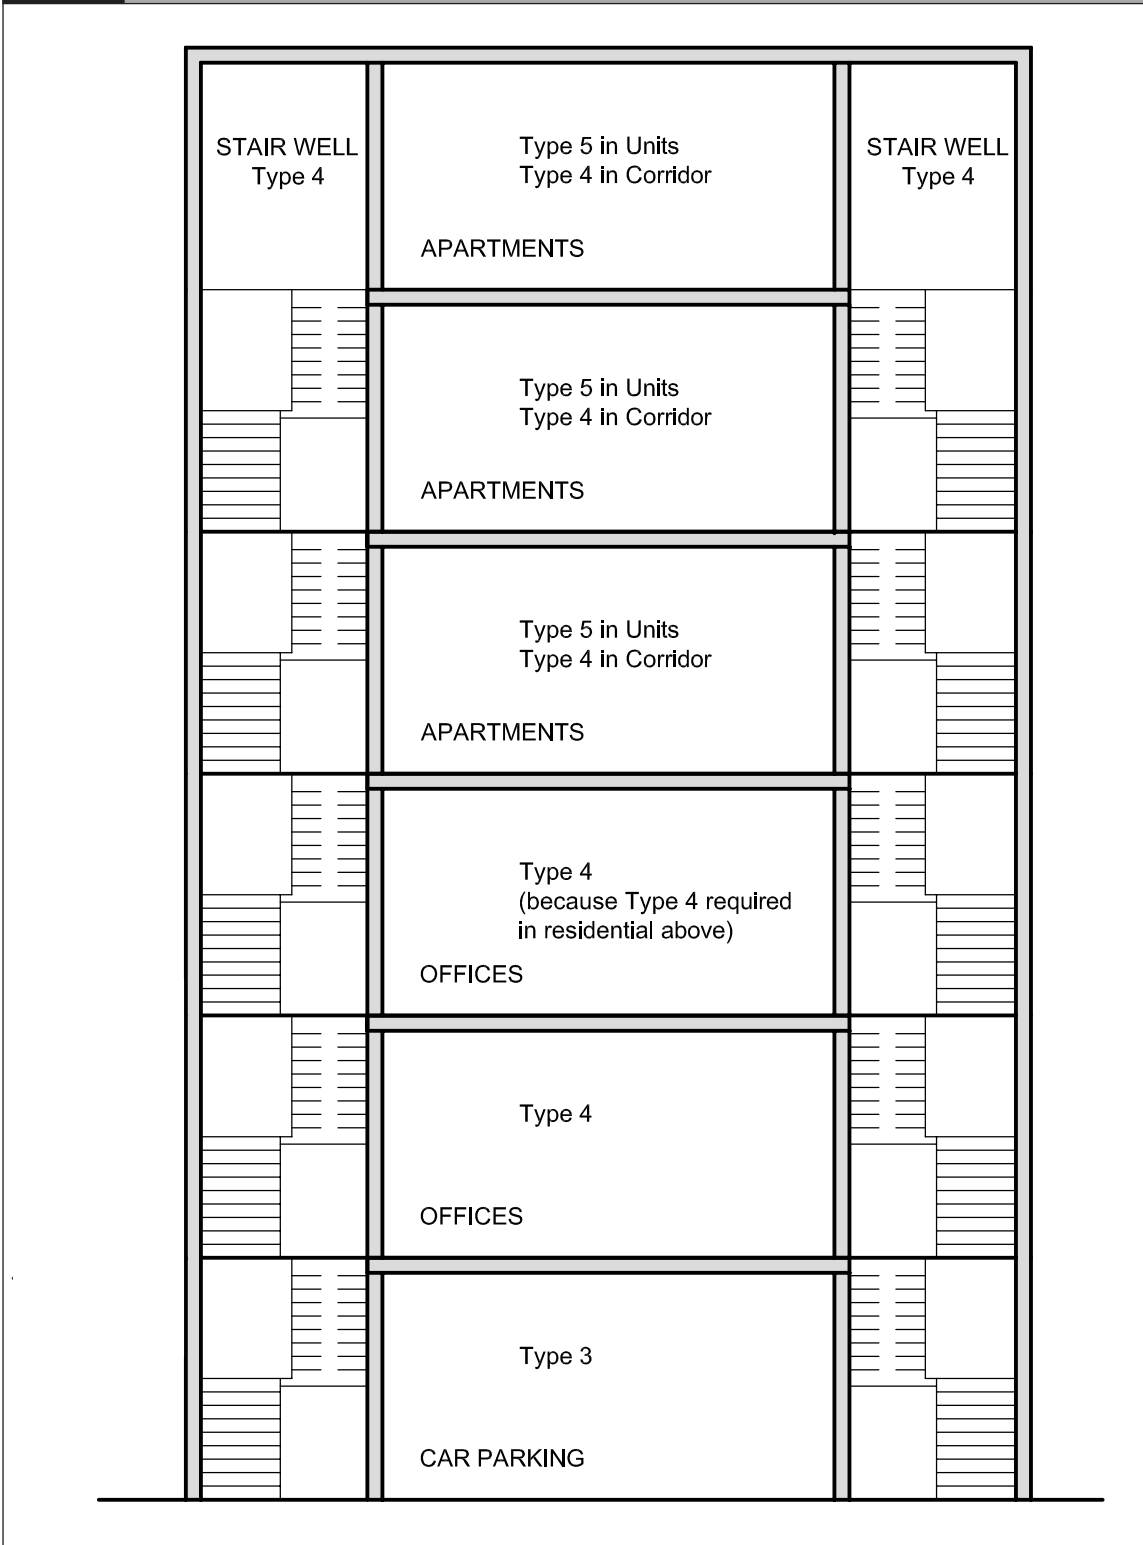 STAIR WELL
Type 4
Type 5 in Units
Type 4 in Corridor
APARTMENTS
STAIR WELL
Type 4
Type 5 in Units
Type 4 in Corridor
APARTMENTS
Type 5 in Units
Type 4 in Corridor
APARTMENTS
Type 4
(because Type 4 required
in residential above)
OFFICES
Type 4
OFFICES
Type 3
CAR PARKING